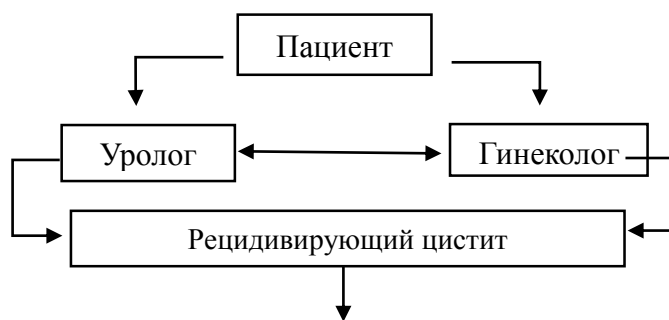 Пациент
Уролог
Гинеколог
Рецидивирующий цистит